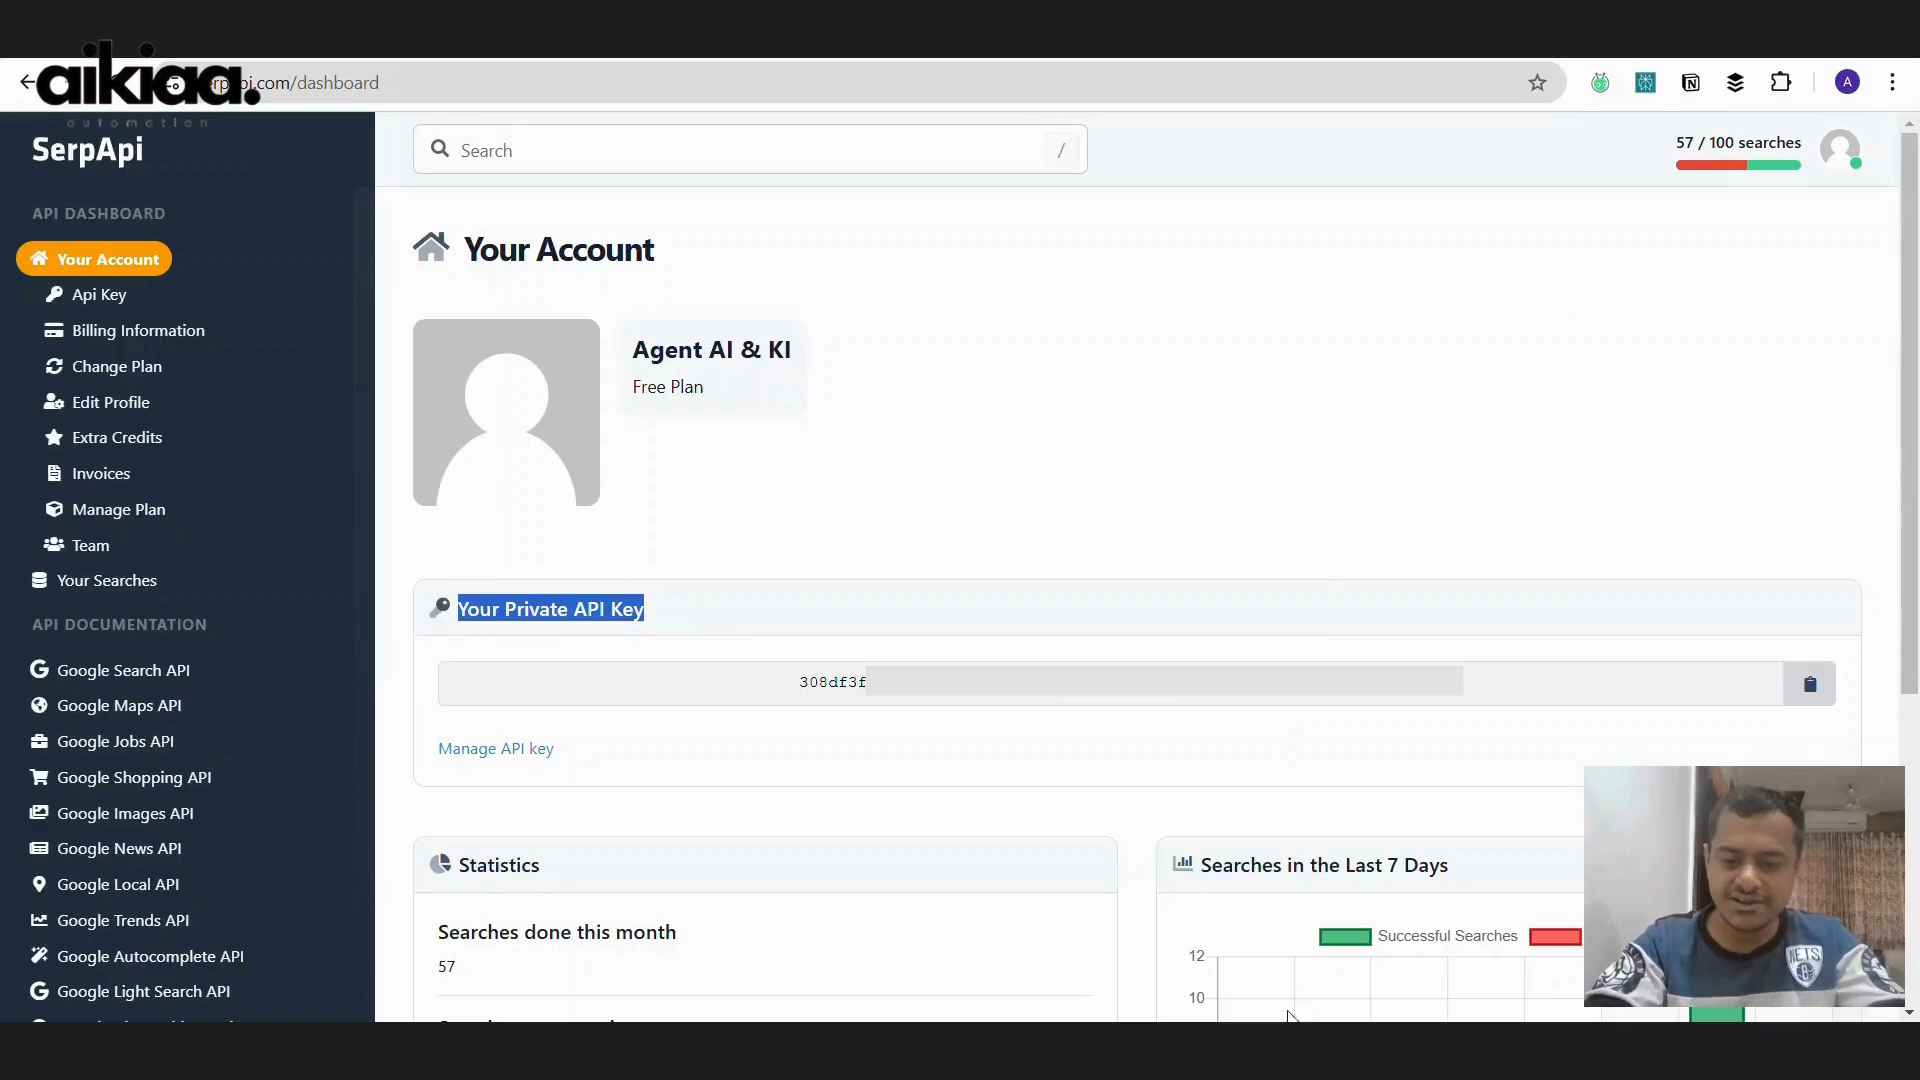 aikiaa.
automation
erpapi.com/dashboard
A
SerpApi
Search
/
57 / 100 searches
API DASHBOARD
Your Account
Api Key
Billing Information
Change Plan
Edit Profile
Extra Credits
Invoices
Manage Plan
Team
Your Searches
API DOCUMENTATION
Google Search API
Google Maps API
Google Jobs API
Google Shopping API
Google Images API
Google News API
Google Local API
Google Trends API
Google Autocomplete API
Google Light Search API
Your Account
Agent AI & KI
Free Plan
Your Private API Key
308df3f
Manage API key
Statistics
Searches done this month
57
Searches in the Last 7 Days
Successful Searches
12
10
NETS
B